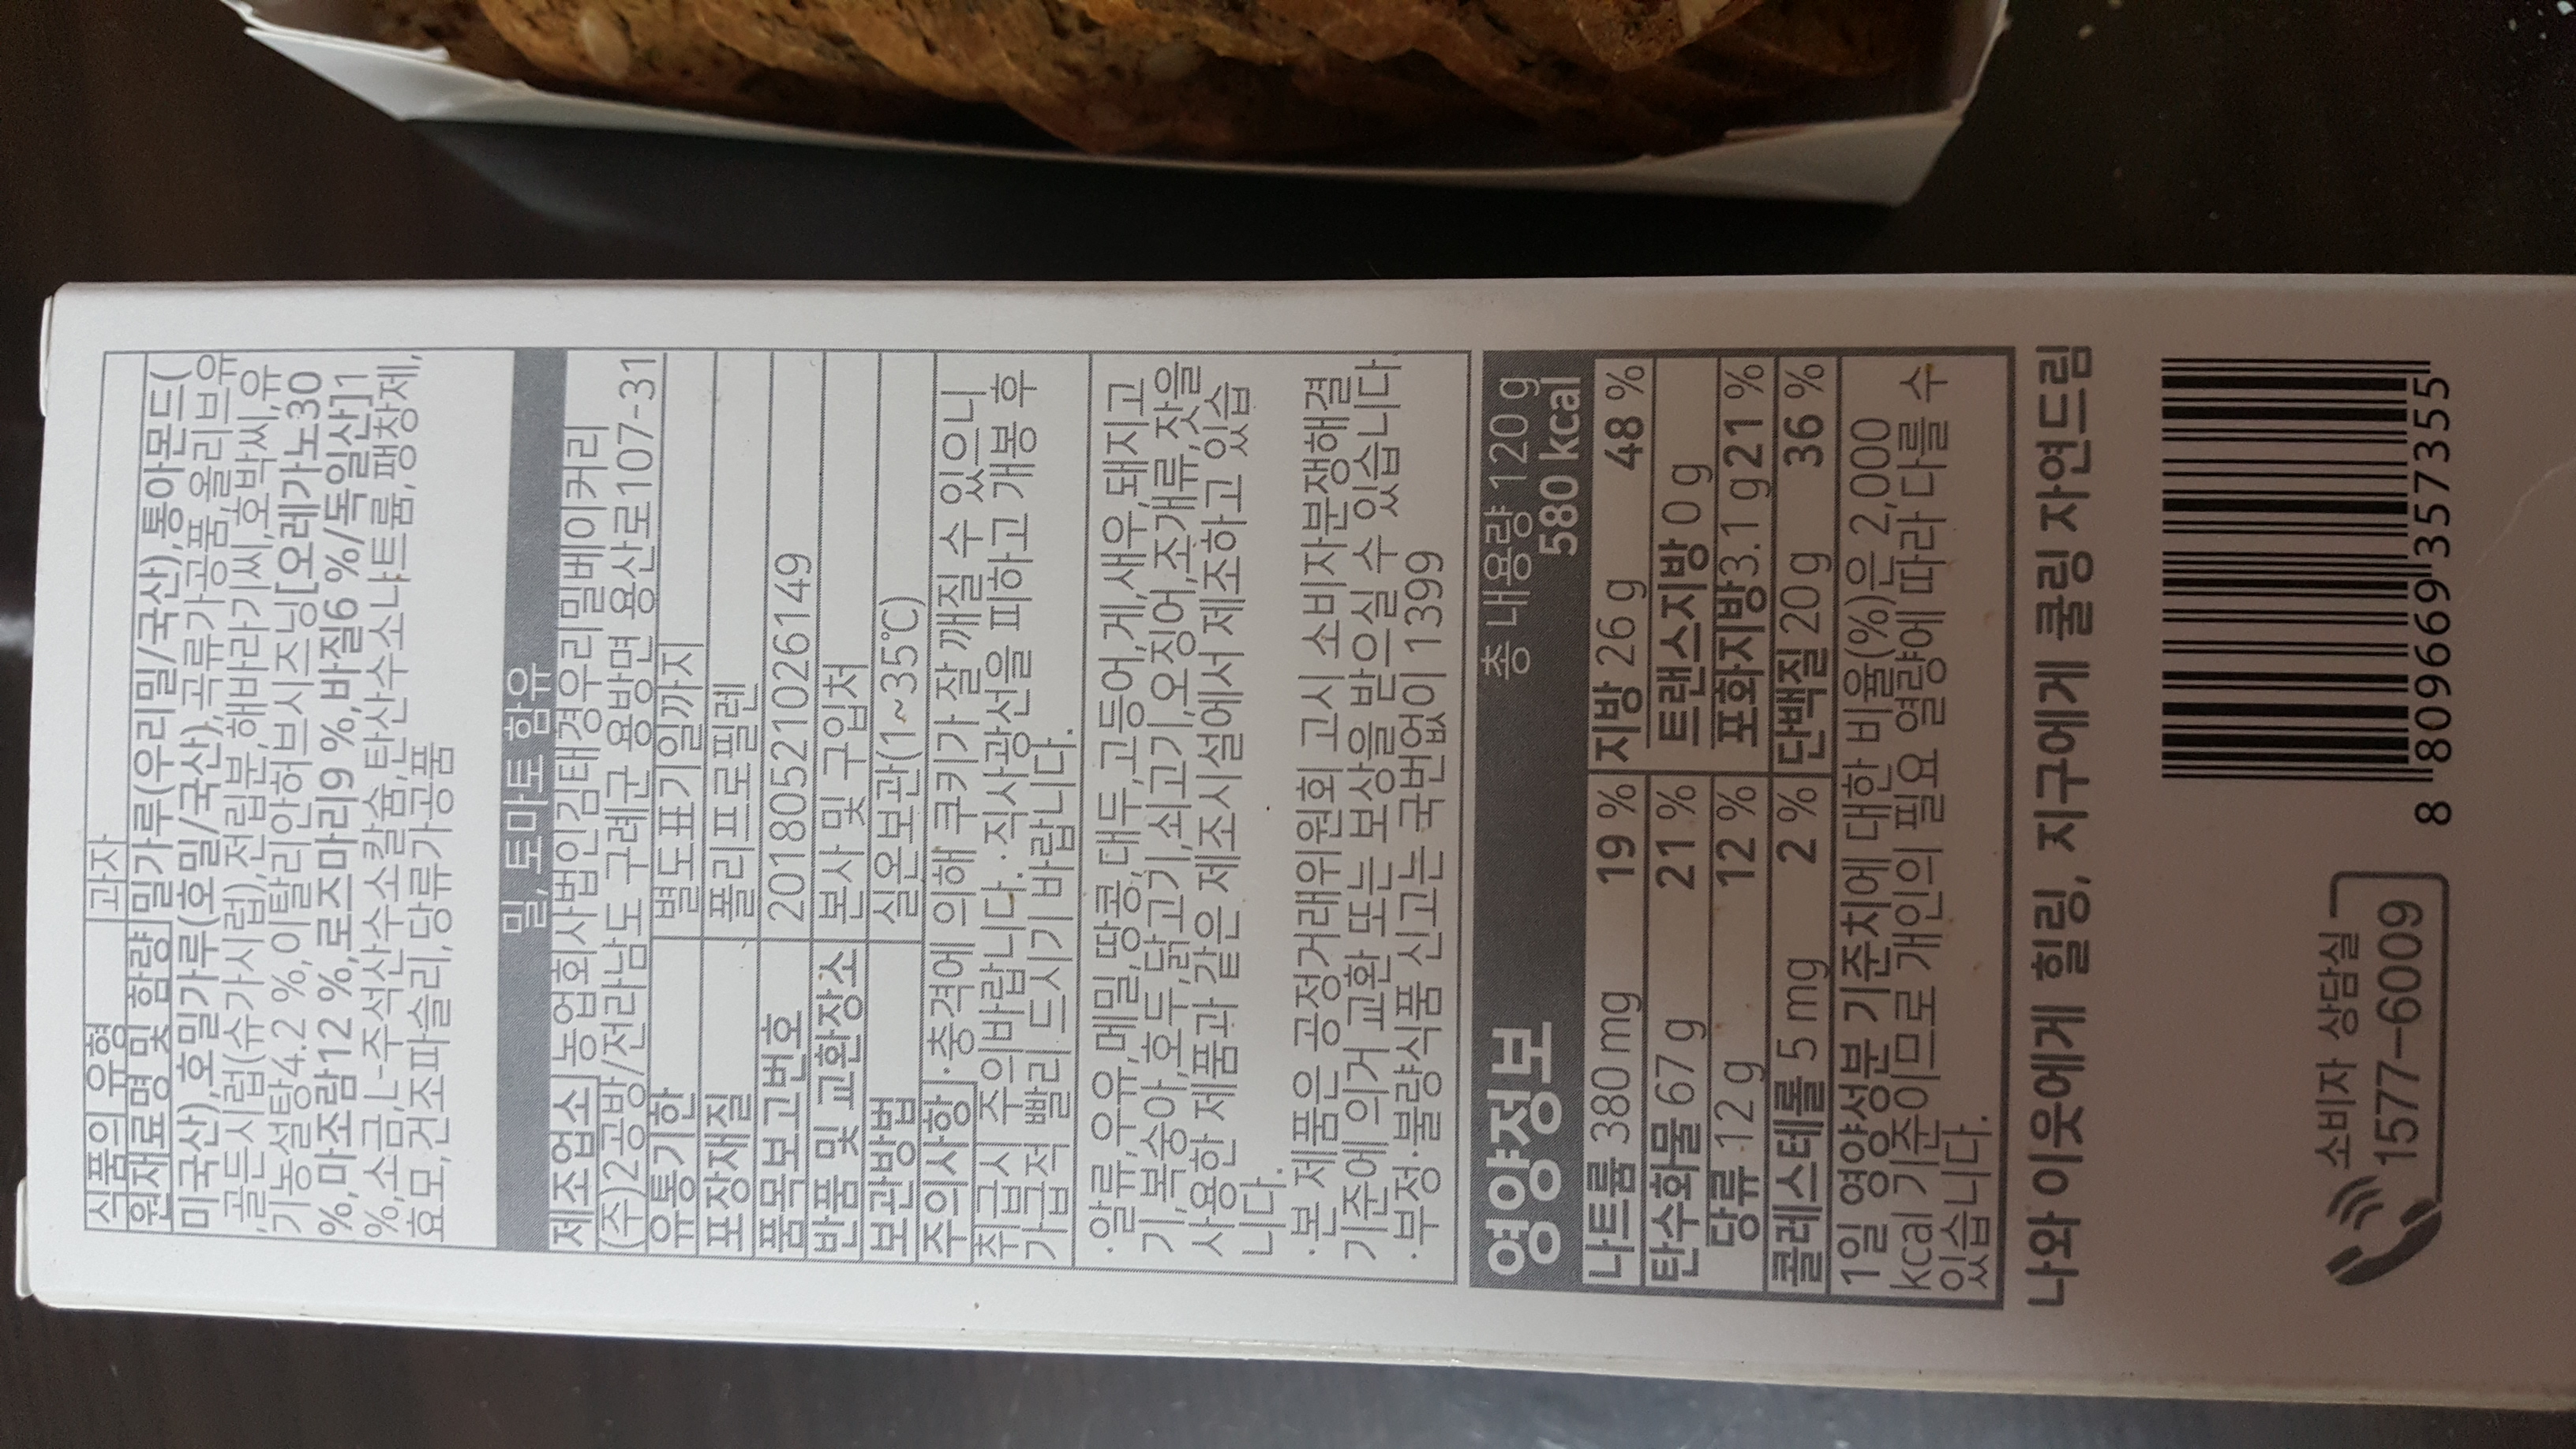 식품의 유형 과자
원재료명 및 함량 밀가루(우리밀/국산),통아몬드(
미국산),호밀가루(호밀/국산),곡류가공품,올리브유
,골든시럽(슈가시럽),전립분,해바라기씨,호박씨,유
기농설탕4.2 %,이탈리안허브시즈닝[오레가노30
%,마조람12 %,로즈마리9 %,바질6 %/독일산]1
%,소금,L-주석산수소칼슘,탄산수소나트륨,팽창제,
효모,건조파슬리,당류가공품
밀, 토마토 함유
제조업소 농업회사법인김태경우리밀베이커리
(주)2공방/전라남도 구례군 용방면 용산로107-31
유통기한 별도표기일까지
포장재질 폴리프로필렌
품목보고번호 20180521026149
반품 및 교환장소 본사 및 구입처
보관방법 실온보관(1~35℃)
주의사항 ·충격에 의해 쿠키가 잘 깨질 수 있으니
취급시 주의바랍니다.·직사광선을 피하고 개봉 후
가급적 빨리 드시기 바랍니다.
·알류,우유,메밀,땅콩,대두,고등어,게,새우,돼지고
기,복숭아,호두,닭고기,쇠고기,오징어,조개류,잣을
사용한 제품과 같은 제조시설에서 제조하고 있습
니다.
·본 제품은 공정거래위원회 고시 소비자분쟁해결
기준에 의거 교환 또는 보상을 받으실 수 있습니다
·부정·불량식품 신고는 국번없이 1399
영양정보 총 내용량 120 g
580 kcal
나트륨 380 mg 19 % 지방 26 g 48 %
탄수화물 67 g 21 % 트랜스지방 0 g
당류 12 g 12 % 포화지방3.1 g21 %
콜레스테롤 5 mg 2 % 단백질 20 g 36 %
1일 영양성분 기준치에 대한 비율(%)은 2,000
kcal 기준이므로 개인의 필요 열량에 따라 다를 수
있습니다.
나와 이웃에게 힐링, 지구에게 쿨링 자연드림
소비자 상담실
1577-6009
8 809669 357355